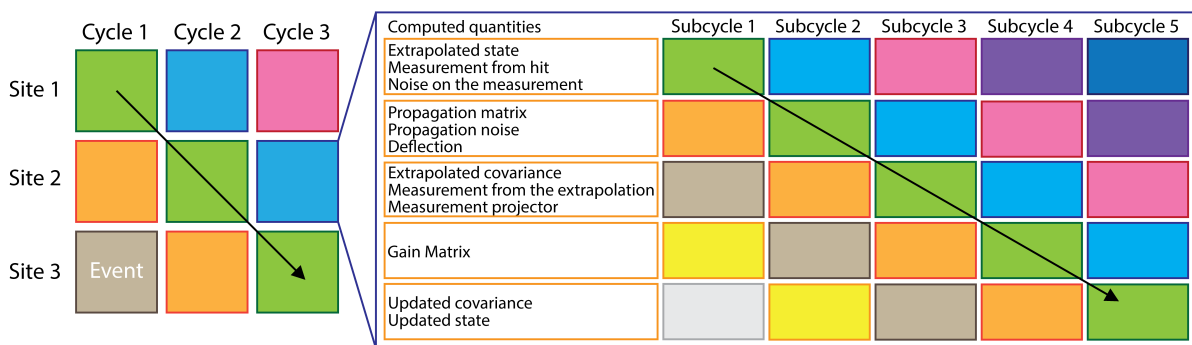 Cycle 1 Cycle 2 Cycle 3
Site 1
Site 2
Site 3
Event
Computed quantities Subcycle 1 Subcycle 2 Subcycle 3 Subcycle 4 Subcycle 5
Extrapolated state
Measurement from hit
Noise on the measurement
Propagation matrix
Propagation noise
Deflection
Extrapolated covariance
Measurement from the extrapolation
Measurement projector
Gain Matrix
Updated covariance
Updated state